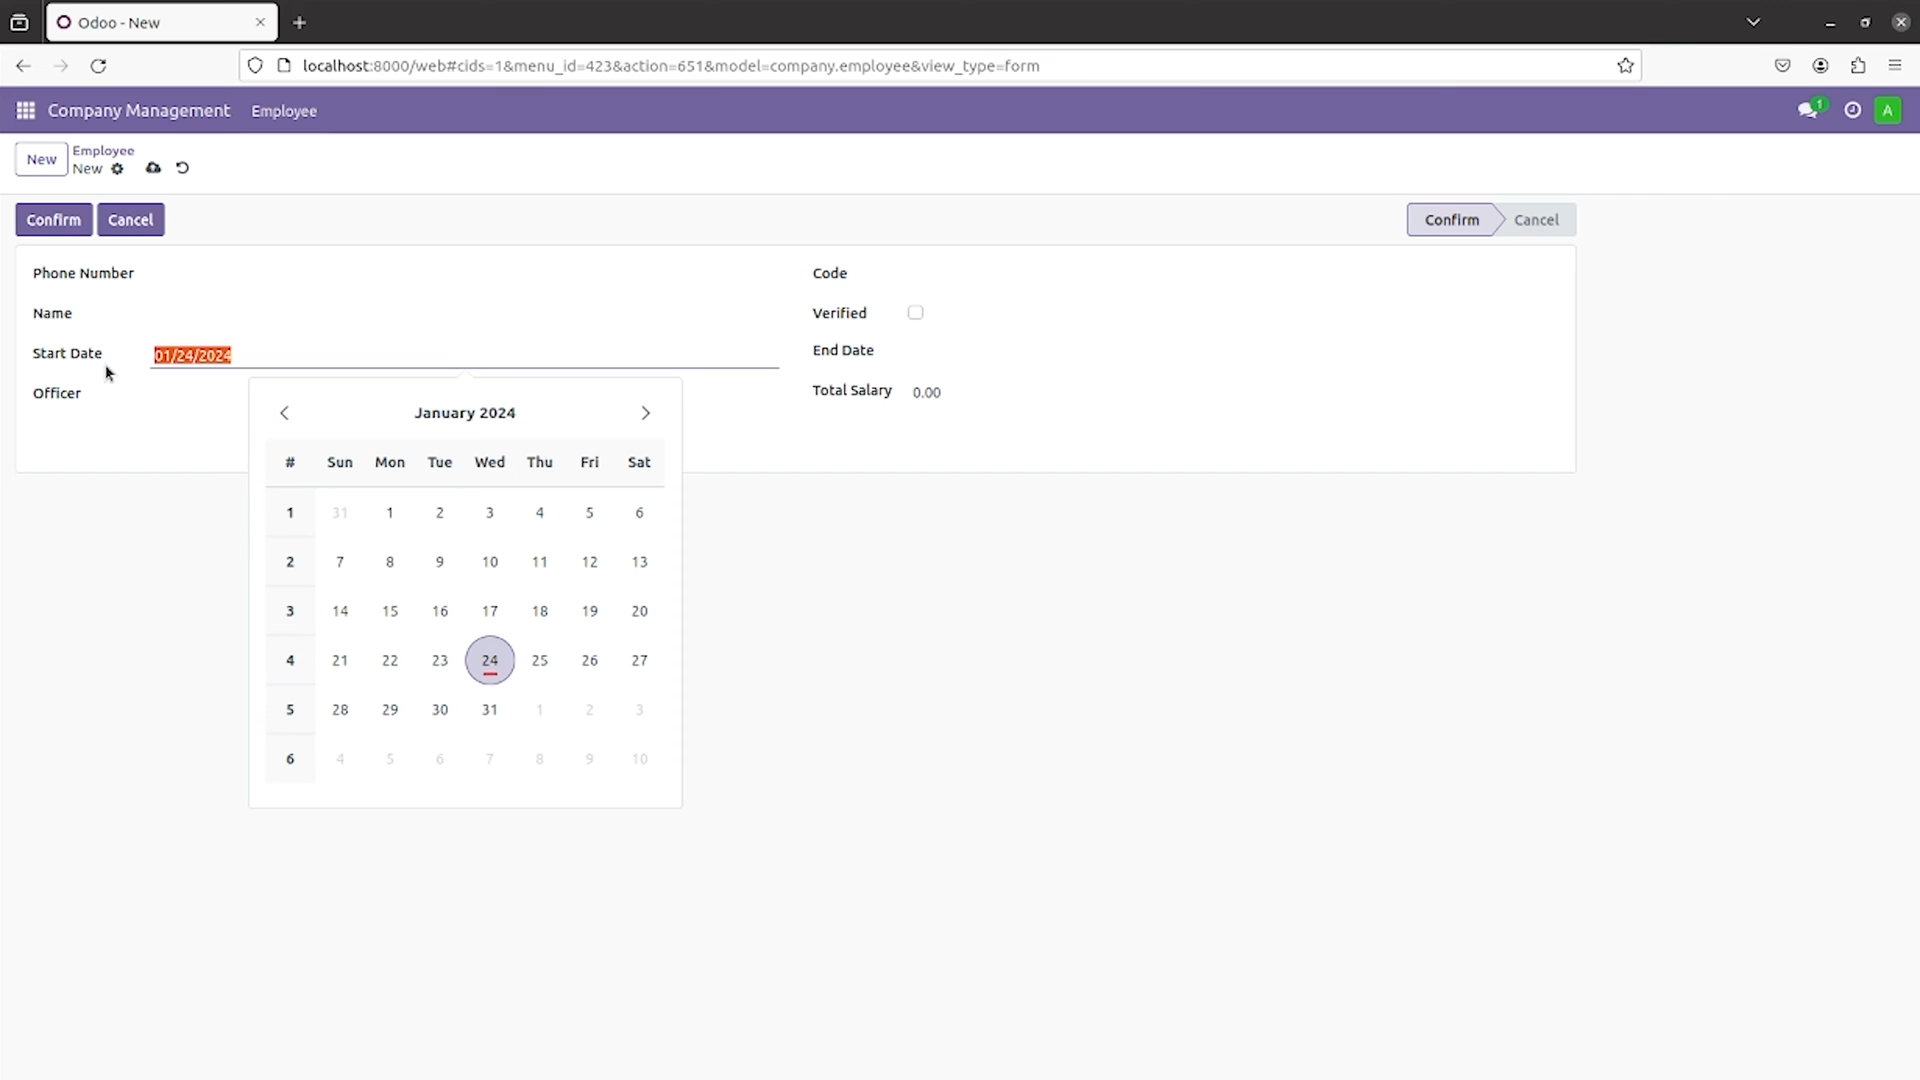 Odoo - New
localhost:8000/web#cids=1&menu_id=423&action=651&model=company.employee&view_type=form
Company Management Employee 1 A
New Employee
New
Confirm Cancel Confirm Cancel
Phone Number Code
Name Verified
Start Date 01/24/2024 End Date
Officer Total Salary 0.00
January 2024
# Sun Mon Tue Wed Thu Fri Sat
1 31 1 2 3 4 5 6
2 7 8 9 10 11 12 13
3 14 15 16 17 18 19 20
4 21 22 23 24 25 26 27
5 28 29 30 31 1 2 3
6 4 5 6 7 8 9 10